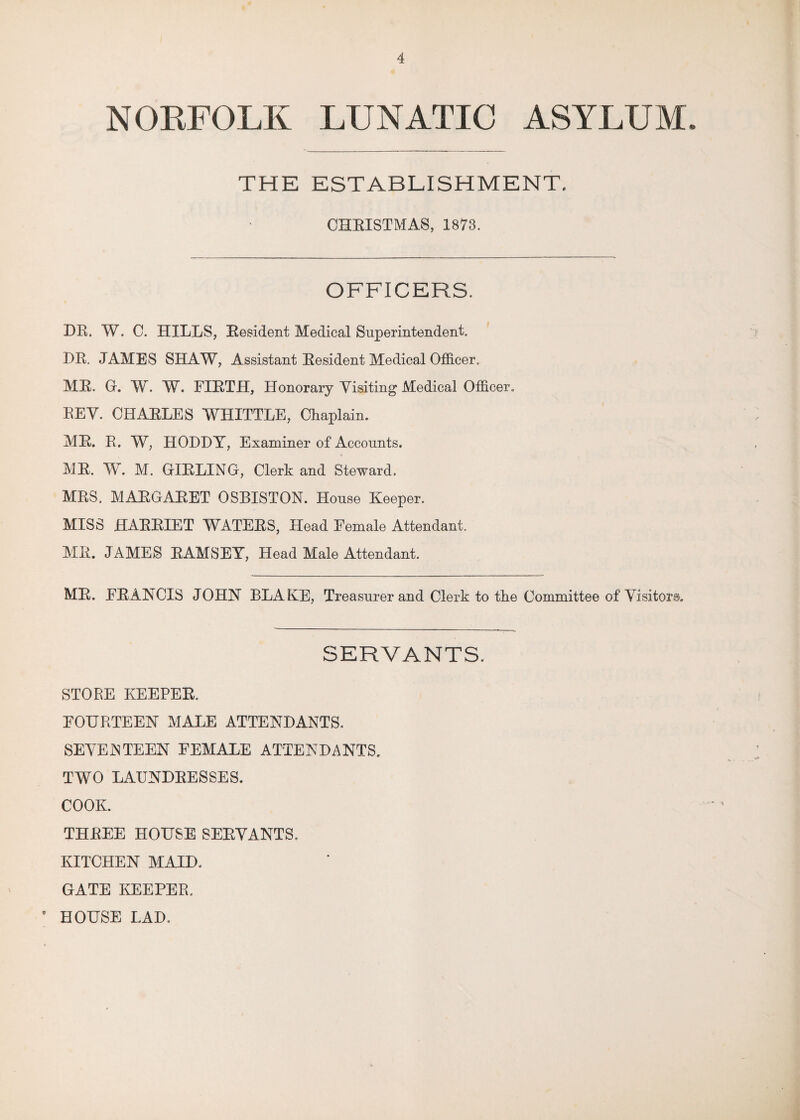 4
NORFOLK LUNATIC ASYLUM.
THE ESTABLISHMENT.
CHRISTMAS, 1873.
OFFICERS.
DR. W. C. HILLS, Resident Medical Superintendent.
DR. JAMES SHAW, Assistant Resident Medical Officer.
MR. G. W. W. FIRTH, Honorary Visiting Medical Officer.
REV. CHARLES WHITTLE, Chaplain.
MR. R. W, HODDY, Examiner of Accounts.
MR. W. M. GIRLING, Clerk and Steward.
MRS. MARGARET OSBISTON. House Keeper.
MISS HARRIET WATERS, Head Female Attendant.
MR. JAMES RAMSEY, Head Male Attendant.
MR. FRANCIS JOHN BLAKE, Treasurer and Clerk to the Committee of Visitors.
SERVANTS.
STORE KEEPER.
FOURTEEN MALE ATTENDANTS.
SEVENTEEN FEMALE ATTENDANTS.
TWO LAUNDRESSES.
COOK.
THREE HOUSE SERVANTS.
KITCHEN MAID.
GATE KEEPER.
HOUSE LAD.